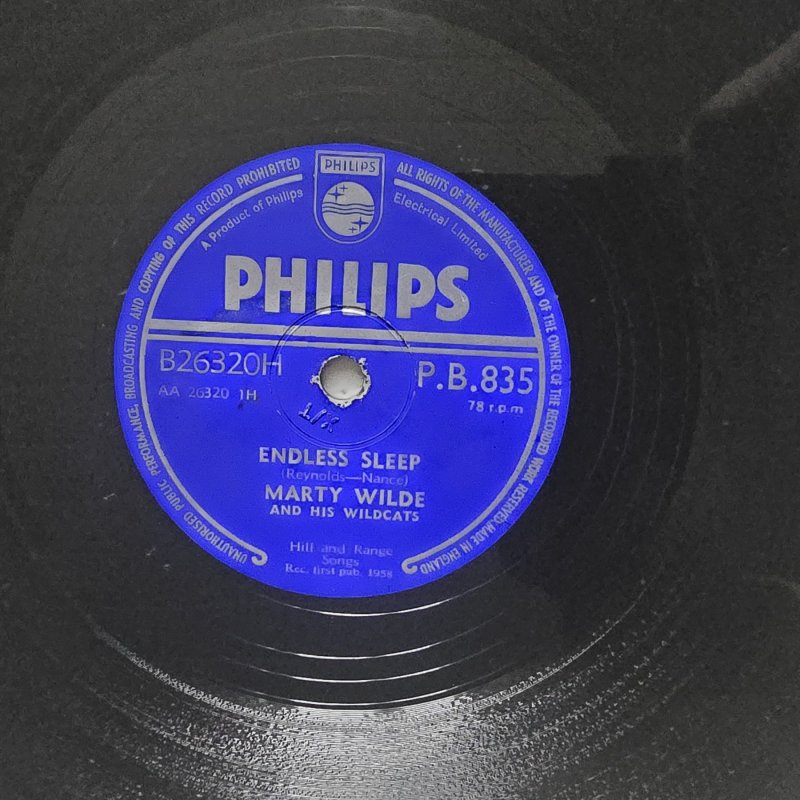 PHILIPS
UNAUTHORISED PUBLIC PERFORMANCE, BROADCASTING AND COPYING OF THIS RECORD PROHIBITED
ALL RIGHTS OF THE MANUFACTURER AND OF THE OWNER OF THE RECORDED WORK RESERVED. MADE IN ENGLAND
A Product of Philips Electrical Limited
PHILIPS
B26320H
P.B.835
AA 26320 1H
78 r.p.m
ENDLESS SLEEP
(Reynolds—Nance)
MARTY WILDE
AND HIS WILDCATS
Hill and Range
Songs
Rec. first pub. 1958